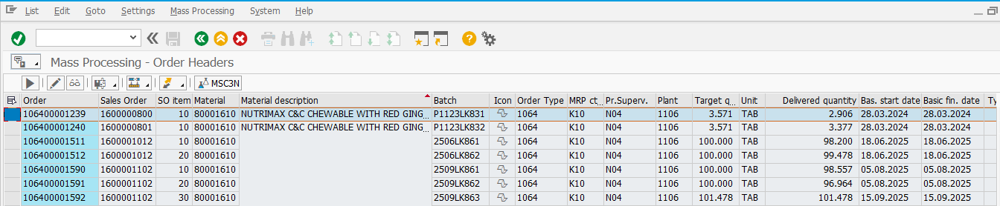 List Edit Goto Settings Mass Processing System Help
Mass Processing - Order Headers
MSC3N
Order Sales Order SO item Material Material description Batch Icon Order Type MRP ct... Pr.Superv. Plant Target q... Unit Delivered quantity Bas. start date Basic fin. date Ty
106400001239 1600000800 10 80001610 NUTRIMAX C&C CHEWABLE WITH RED GING... P1123LK831 1064 K10 N04 1106 3.571 TAB 2.906 28.03.2024 28.03.2024
106400001240 1600000801 10 80001610 NUTRIMAX C&C CHEWABLE WITH RED GING... P1123LK832 1064 K10 N04 1106 3.571 TAB 3.377 28.03.2024 28.03.2024
106400001511 1600001012 10 80001610 2506LK861 1064 K10 N04 1106 100.000 TAB 98.200 18.06.2025 18.06.2025
106400001512 1600001012 20 80001610 2506LK862 1064 K10 N04 1106 100.000 TAB 99.478 18.06.2025 18.06.2025
106400001590 1600001102 10 80001610 2509LK861 1064 K10 N04 1106 100.000 TAB 98.557 05.08.2025 05.08.2025
106400001591 1600001102 20 80001610 2509LK862 1064 K10 N04 1106 100.000 TAB 96.964 05.08.2025 05.08.2025
106400001592 1600001102 30 80001610 2509LK863 1064 K10 N04 1106 101.478 TAB 101.478 15.09.2025 15.09.2025